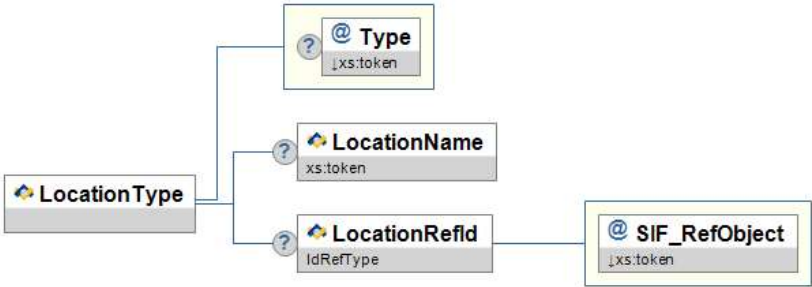 ? @ Type
↓xs:token
? LocationName
xs:token
LocationType
? LocationRefId
IdRefType
@ SIF_RefObject
↓xs:token